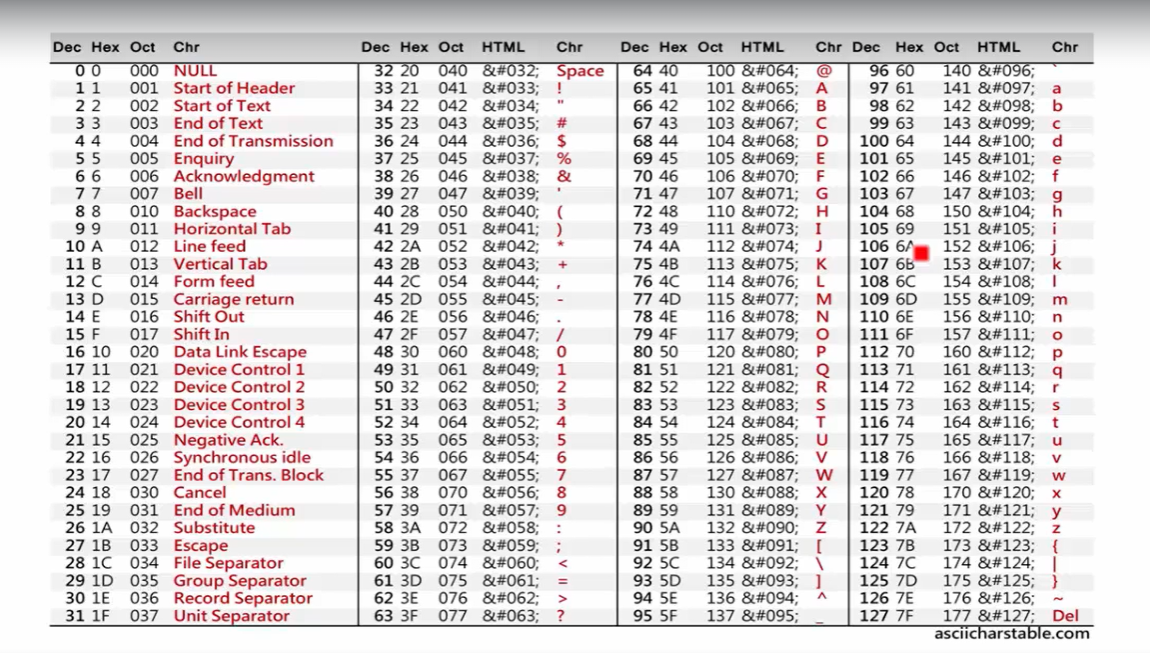 Dec Hex Oct Chr Dec Hex Oct HTML Chr Dec Hex Oct HTML Chr Dec Hex Oct HTML Chr
0 0 000 NULL 32 20 040 &#032; Space 64 40 100 &#064; @ 96 60 140 &#096; `
1 1 001 Start of Header 33 21 041 &#033; ! 65 41 101 &#065; A 97 61 141 &#097; a
2 2 002 Start of Text 34 22 042 &#034; " 66 42 102 &#066; B 98 62 142 &#098; b
3 3 003 End of Text 35 23 043 &#035; # 67 43 103 &#067; C 99 63 143 &#099; c
4 4 004 End of Transmission 36 24 044 &#036; $ 68 44 104 &#068; D 100 64 144 &#100; d
5 5 005 Enquiry 37 25 045 &#037; % 69 45 105 &#069; E 101 65 145 &#101; e
6 6 006 Acknowledgment 38 26 046 &#038; & 70 46 106 &#070; F 102 66 146 &#102; f
7 7 007 Bell 39 27 047 &#039; ' 71 47 107 &#071; G 103 67 147 &#103; g
8 8 010 Backspace 40 28 050 &#040; ( 72 48 110 &#072; H 104 68 150 &#104; h
9 9 011 Horizontal Tab 41 29 051 &#041; ) 73 49 111 &#073; I 105 69 151 &#105; i
10 A 012 Line feed 42 2A 052 &#042; * 74 4A 112 &#074; J 106 6A 152 &#106; j
11 B 013 Vertical Tab 43 2B 053 &#043; + 75 4B 113 &#075; K 107 6B 153 &#107; k
12 C 014 Form feed 44 2C 054 &#044; , 76 4C 114 &#076; L 108 6C 154 &#108; l
13 D 015 Carriage return 45 2D 055 &#045; - 77 4D 115 &#077; M 109 6D 155 &#109; m
14 E 016 Shift Out 46 2E 056 &#046; . 78 4E 116 &#078; N 110 6E 156 &#110; n
15 F 017 Shift In 47 2F 057 &#047; / 79 4F 117 &#079; O 111 6F 157 &#111; o
16 10 020 Data Link Escape 48 30 060 &#048; 0 80 50 120 &#080; P 112 70 160 &#112; p
17 11 021 Device Control 1 49 31 061 &#049; 1 81 51 121 &#081; Q 113 71 161 &#113; q
18 12 022 Device Control 2 50 32 062 &#050; 2 82 52 122 &#082; R 114 72 162 &#114; r
19 13 023 Device Control 3 51 33 063 &#051; 3 83 53 123 &#083; S 115 73 163 &#115; s
20 14 024 Device Control 4 52 34 064 &#052; 4 84 54 124 &#084; T 116 74 164 &#116; t
21 15 025 Negative Ack. 53 35 065 &#053; 5 85 55 125 &#085; U 117 75 165 &#117; u
22 16 026 Synchronous idle 54 36 066 &#054; 6 86 56 126 &#086; V 118 76 166 &#118; v
23 17 027 End of Trans. Block 55 37 067 &#055; 7 87 57 127 &#087; W 119 77 167 &#119; w
24 18 030 Cancel 56 38 070 &#056; 8 88 58 130 &#088; X 120 78 170 &#120; x
25 19 031 End of Medium 57 39 071 &#057; 9 89 59 131 &#089; Y 121 79 171 &#121; y
26 1A 032 Substitute 58 3A 072 &#058; : 90 5A 132 &#090; Z 122 7A 172 &#122; z
27 1B 033 Escape 59 3B 073 &#059; ; 91 5B 133 &#091; [ 123 7B 173 &#123; {
28 1C 034 File Separator 60 3C 074 &#060; < 92 5C 134 &#092; \ 124 7C 174 &#124; |
29 1D 035 Group Separator 61 3D 075 &#061; = 93 5D 135 &#093; ] 125 7D 175 &#125; }
30 1E 036 Record Separator 62 3E 076 &#062; > 94 5E 136 &#094; ^ 126 7E 176 &#126; ~
31 1F 037 Unit Separator 63 3F 077 &#063; ? 95 5F 137 &#095; _ 127 7F 177 &#127; Del
asciicharstable.com